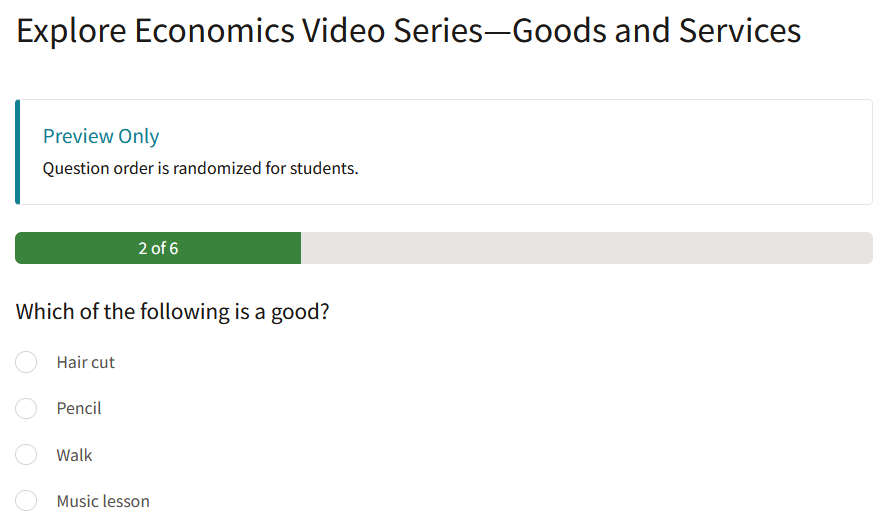 Explore Economics Video Series—Goods and Services
Preview Only
Question order is randomized for students.
2 of 6
Which of the following is a good?
Hair cut
Pencil
Walk
Music lesson